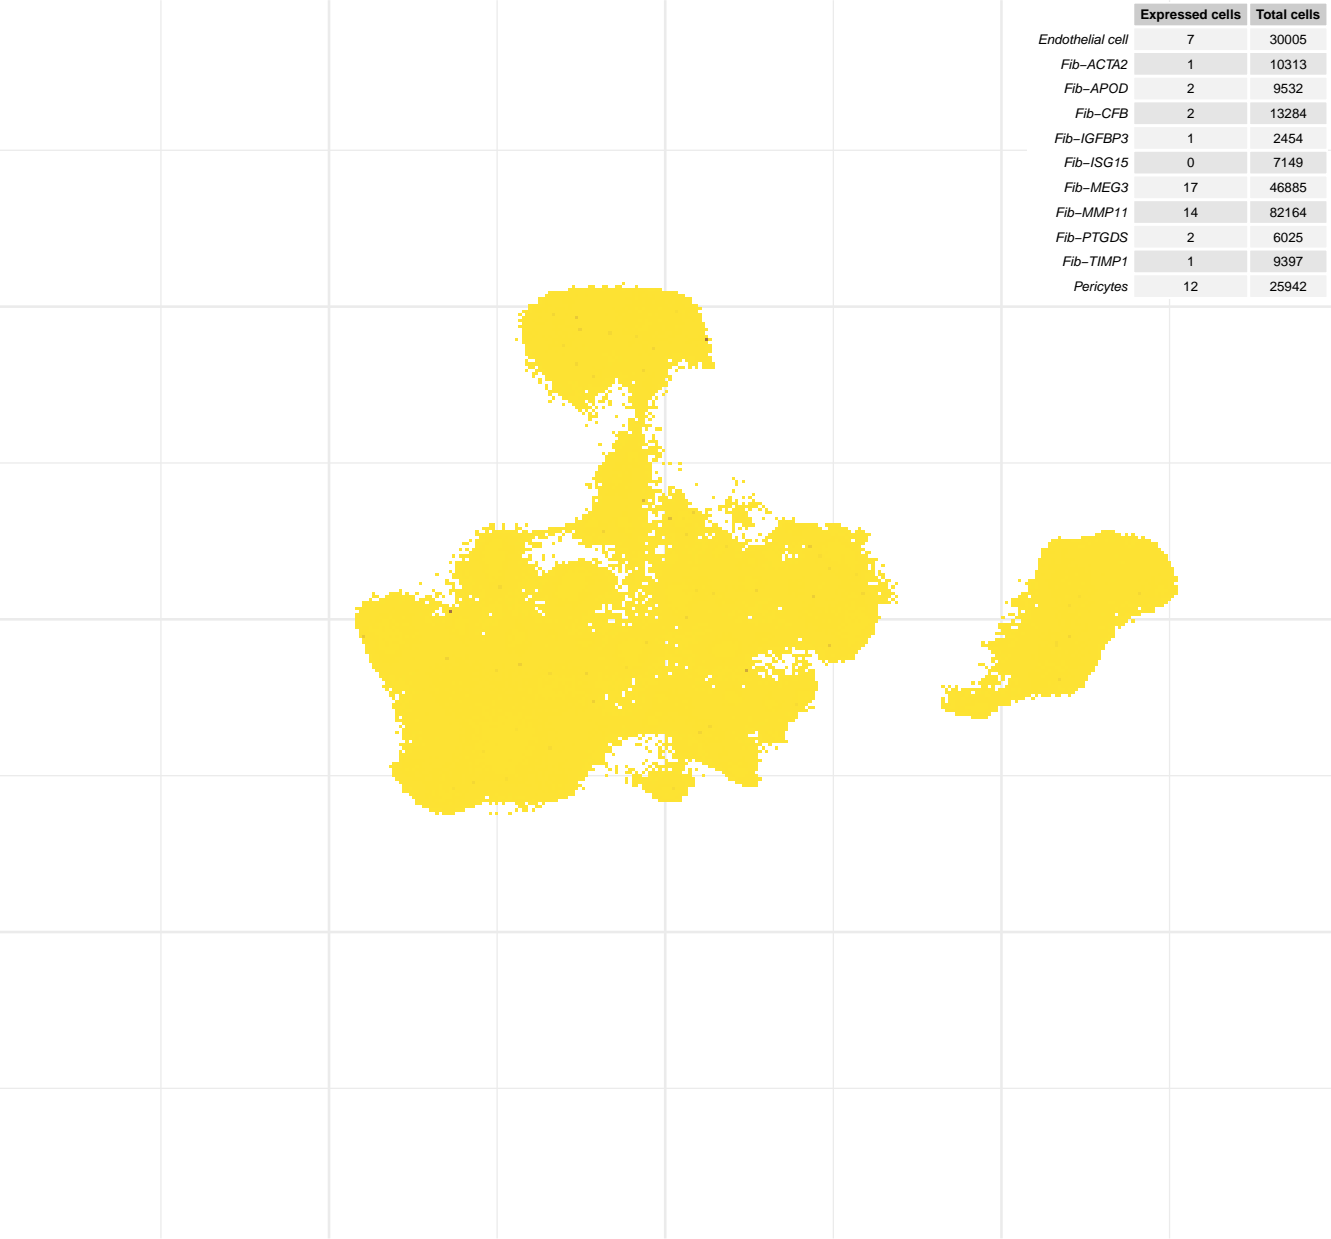 Expressed cells Total cells
Endothelial cell 7 30005
Fib−ACTA2 1 10313
Fib−APOD 2 9532
Fib−CFB 2 13284
Fib−IGFBP3 1 2454
Fib−ISG15 0 7149
Fib−MEG3 17 46885
Fib−MMP11 14 82164
Fib−PTGDS 2 6025
Fib−TIMP1 1 9397
Pericytes 12 25942